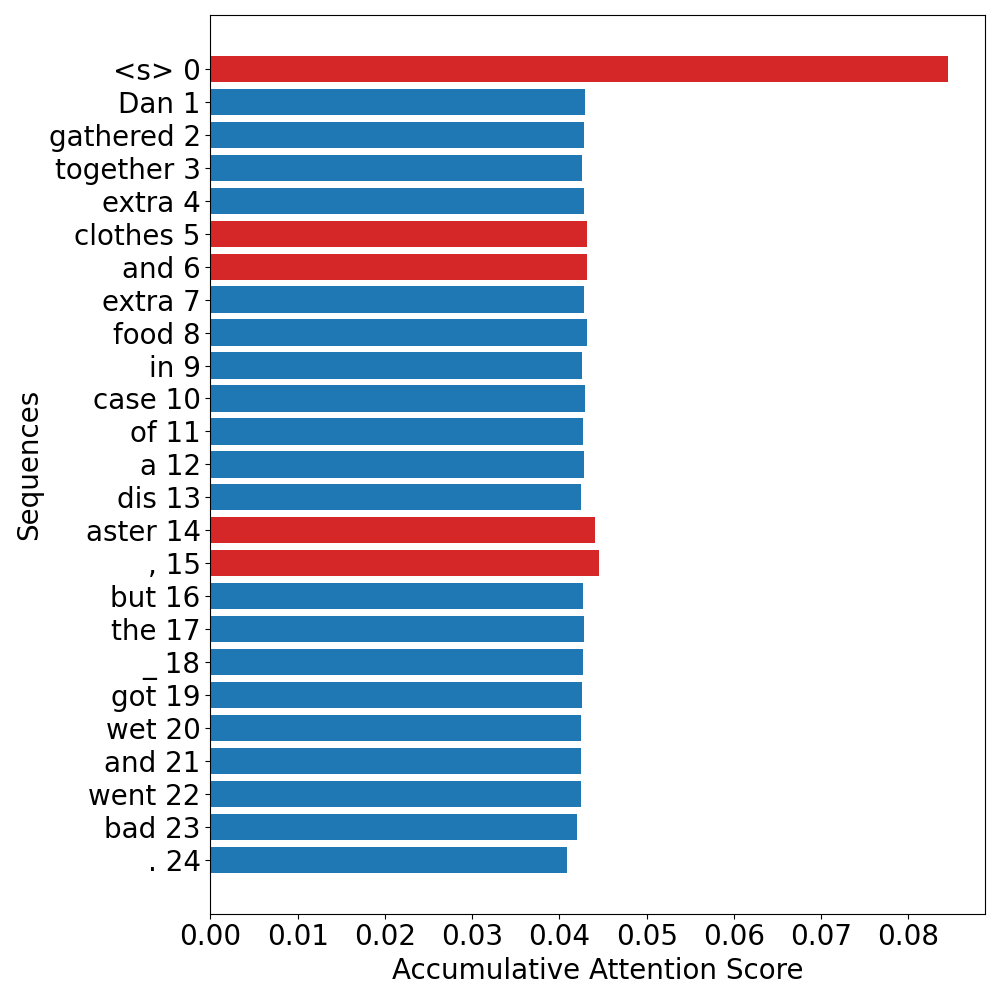 <s> 0
Dan 1
gathered 2
together 3
extra 4
clothes 5
and 6
extra 7
food 8
in 9
case 10
of 11
a 12
dis 13
aster 14
, 15
but 16
the 17
_ 18
got 19
wet 20
and 21
went 22
bad 23
. 24
Sequences
0.00 0.01 0.02 0.03 0.04 0.05 0.06 0.07 0.08
Accumulative Attention Score